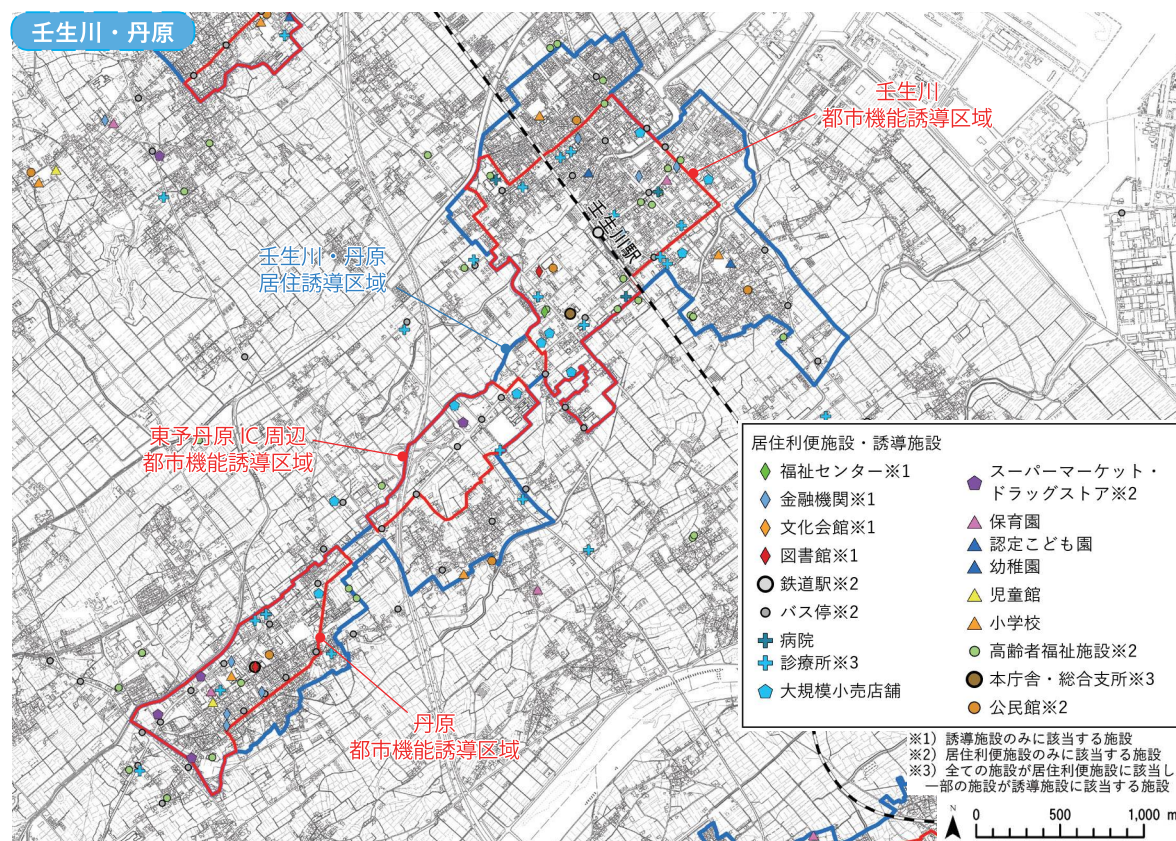 壬生川・丹原
壬生川
都市機能誘導区域
壬生川駅
壬生川・丹原
居住誘導区域
東予丹原 IC 周辺
都市機能誘導区域
丹原
都市機能誘導区域
居住利便施設・誘導施設
福祉センター※1
金融機関※1
文化会館※1
図書館※1
鉄道駅※2
バス停※2
病院
診療所※3
大規模小売店舗
スーパーマーケット・
ドラッグストア※2
保育園
認定こども園
幼稚園
児童館
小学校
高齢者福祉施設※2
本庁舎・総合支所※3
公民館※2
※1）誘導施設のみに該当する施設
※2）居住利便施設のみに該当する施設
※3）全ての施設が居住利便施設に該当し
一部の施設が誘導施設に該当する施設
N
0 500 1,000 m